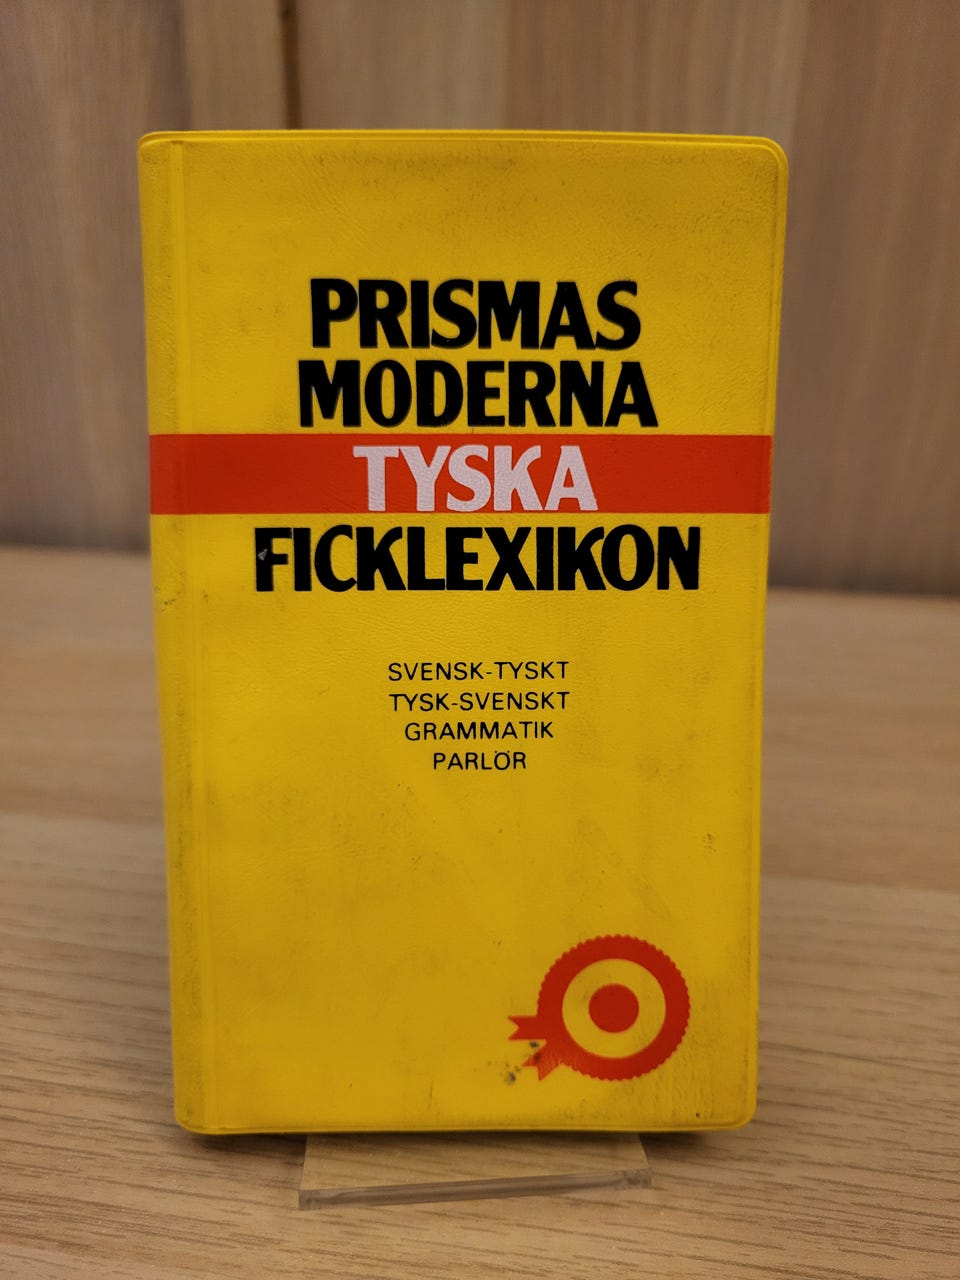 PRISMAS
MODERNA
TYSKA
FICKLEXIKON
SVENSK-TYSKT
TYSK-SVENSKT
GRAMMATIK
PARLÖR